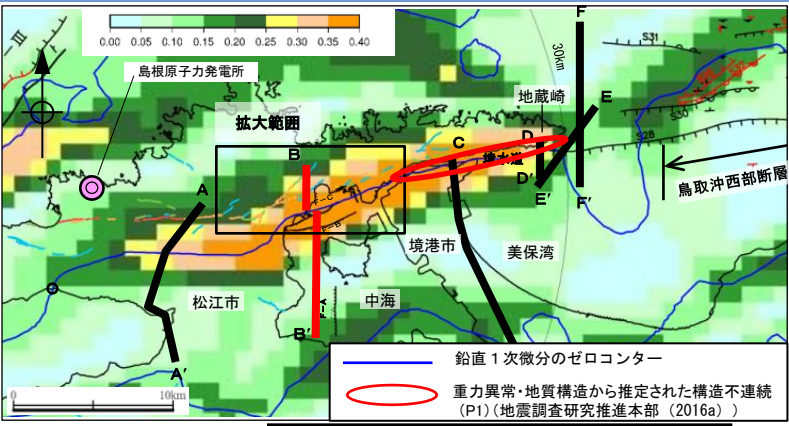 0.00 0.05 0.10 0.15 0.20 0.25 0.30 0.35 0.40
島根原子力発電所
拡大範囲
30km
地蔵崎
F
E
S31
S30
S28
A
B
C
D
F-C
F-B
境水道
D'
E'
F'
鳥取沖西部断層
松江市
中海
F-A
境港市
美保湾
B'
A'
0 10km
鉛直1次微分のゼロコンター
重力異常・地質構造から推定された構造不連続
(P1)(地震調査研究推進本部(2016a))